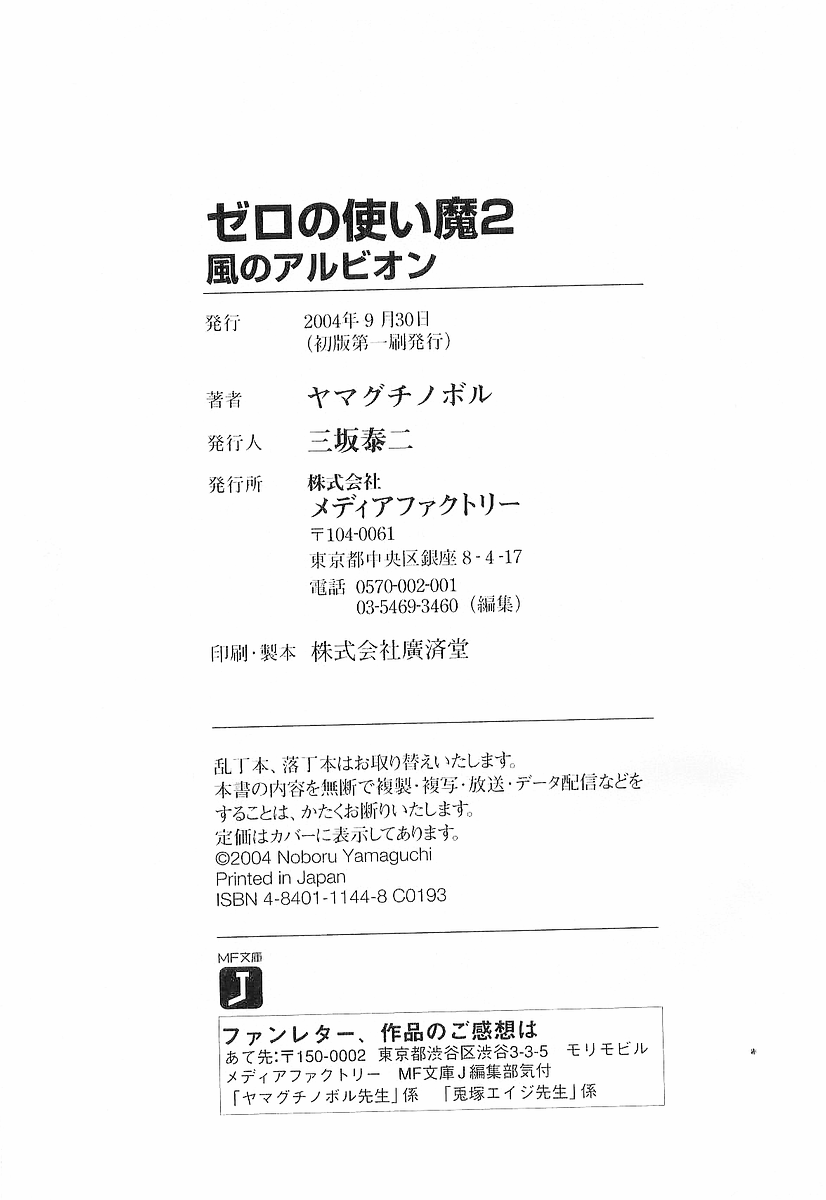 ゼロの使い魔2
風のアルビオン
発行 2004年9月30日
(初版第一刷発行)
著者 ヤマグチノボル
発行人 三坂泰二
発行所 株式会社
メディアファクトリー
〒104-0061
東京都中央区銀座8-4-17
電話 0570-002-001
03-5469-3460(編集)
印刷・製本 株式会社廣済堂
乱丁本、落丁本はお取り替えいたします。
本書の内容を無断で複製・複写・放送・データ配信などを
することは、かたくお断りいたします。
定価はカバーに表示してあります。
©2004 Noboru Yamaguchi
Printed in Japan
ISBN 4-8401-1144-8 C0193
MF文庫
J
ファンレター、作品のご感想は
あて先:〒150-0002 東京都渋谷区渋谷3-3-5 モリモビル
メディアファクトリー MF文庫J編集部気付
「ヤマグチノボル先生」係 「兎塚エイジ先生」係